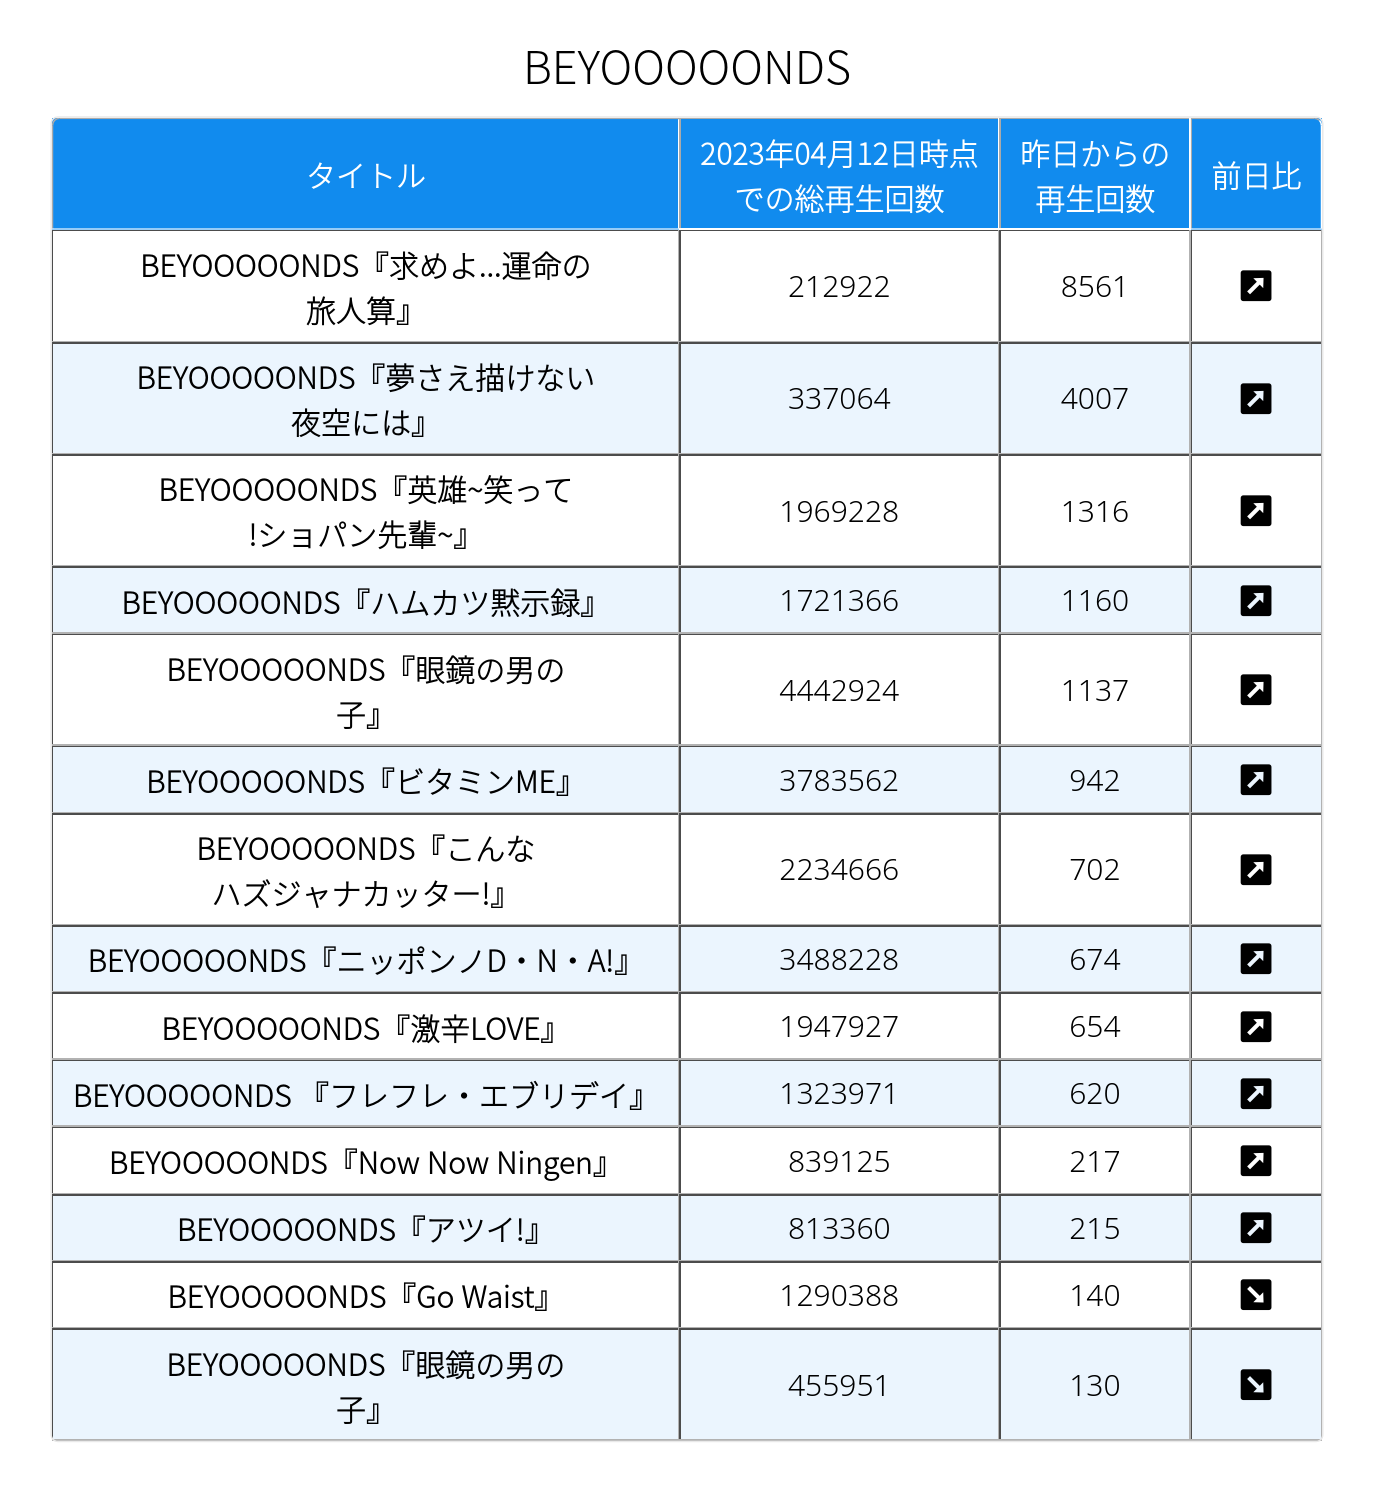 BEYOOOOONDS
タイトル
2023年04月12日時点
での総再生回数
昨日からの
再生回数
前日比
BEYOOOOONDS『求めよ...運命の
旅人算』
212922
8561
BEYOOOOONDS『夢さえ描けない
夜空には』
337064
4007
BEYOOOOONDS『英雄~笑って
!ショパン先輩~』
1969228
1316
BEYOOOOONDS『ハムカツ黙示録』
1721366
1160
BEYOOOOONDS『眼鏡の男の
子』
4442924
1137
BEYOOOOONDS『ビタミンME』
3783562
942
BEYOOOOONDS『こんな
ハズジャナカッター!』
2234666
702
BEYOOOOONDS『ニッポンノD・N・A!』
3488228
674
BEYOOOOONDS『激辛LOVE』
1947927
654
BEYOOOOONDS 『フレフレ・エブリデイ』
1323971
620
BEYOOOOONDS『Now Now Ningen』
839125
217
BEYOOOOONDS『アツイ!』
813360
215
BEYOOOOONDS『Go Waist』
1290388
140
BEYOOOOONDS『眼鏡の男の
子』
455951
130